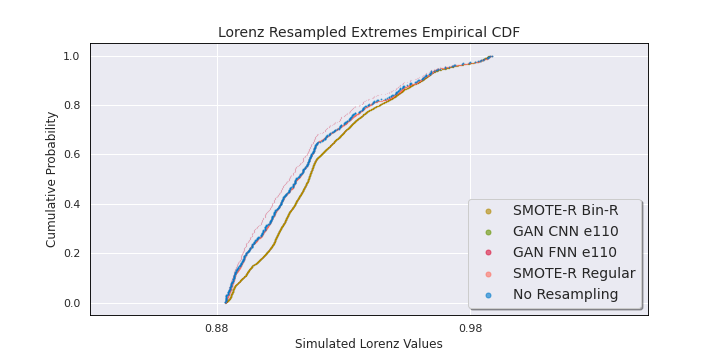 Lorenz Resampled Extremes Empirical CDF
Cumulative Probability
1.0
0.8
0.6
0.4
0.2
0.0
0.88
0.98
Simulated Lorenz Values
SMOTE-R Bin-R
GAN CNN e110
GAN FNN e110
SMOTE-R Regular
No Resampling